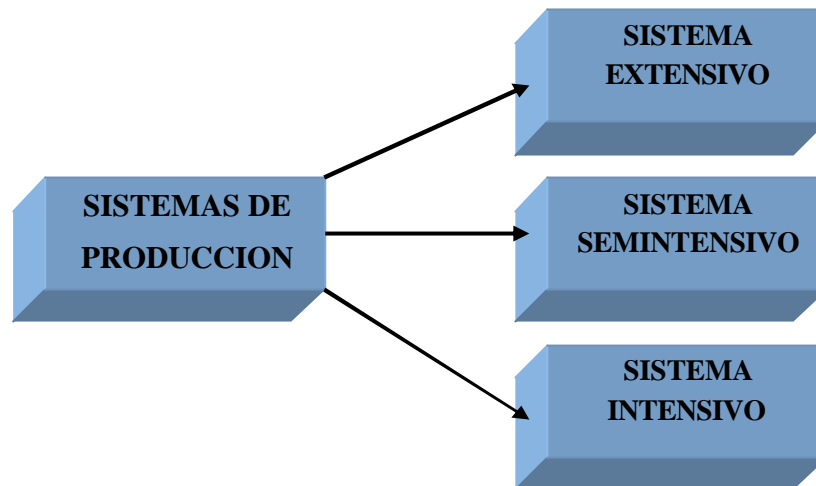 SISTEMAS DE
PRODUCCION
SISTEMA
EXTENSIVO
SISTEMA
SEMINTENSIVO
SISTEMA
INTENSIVO